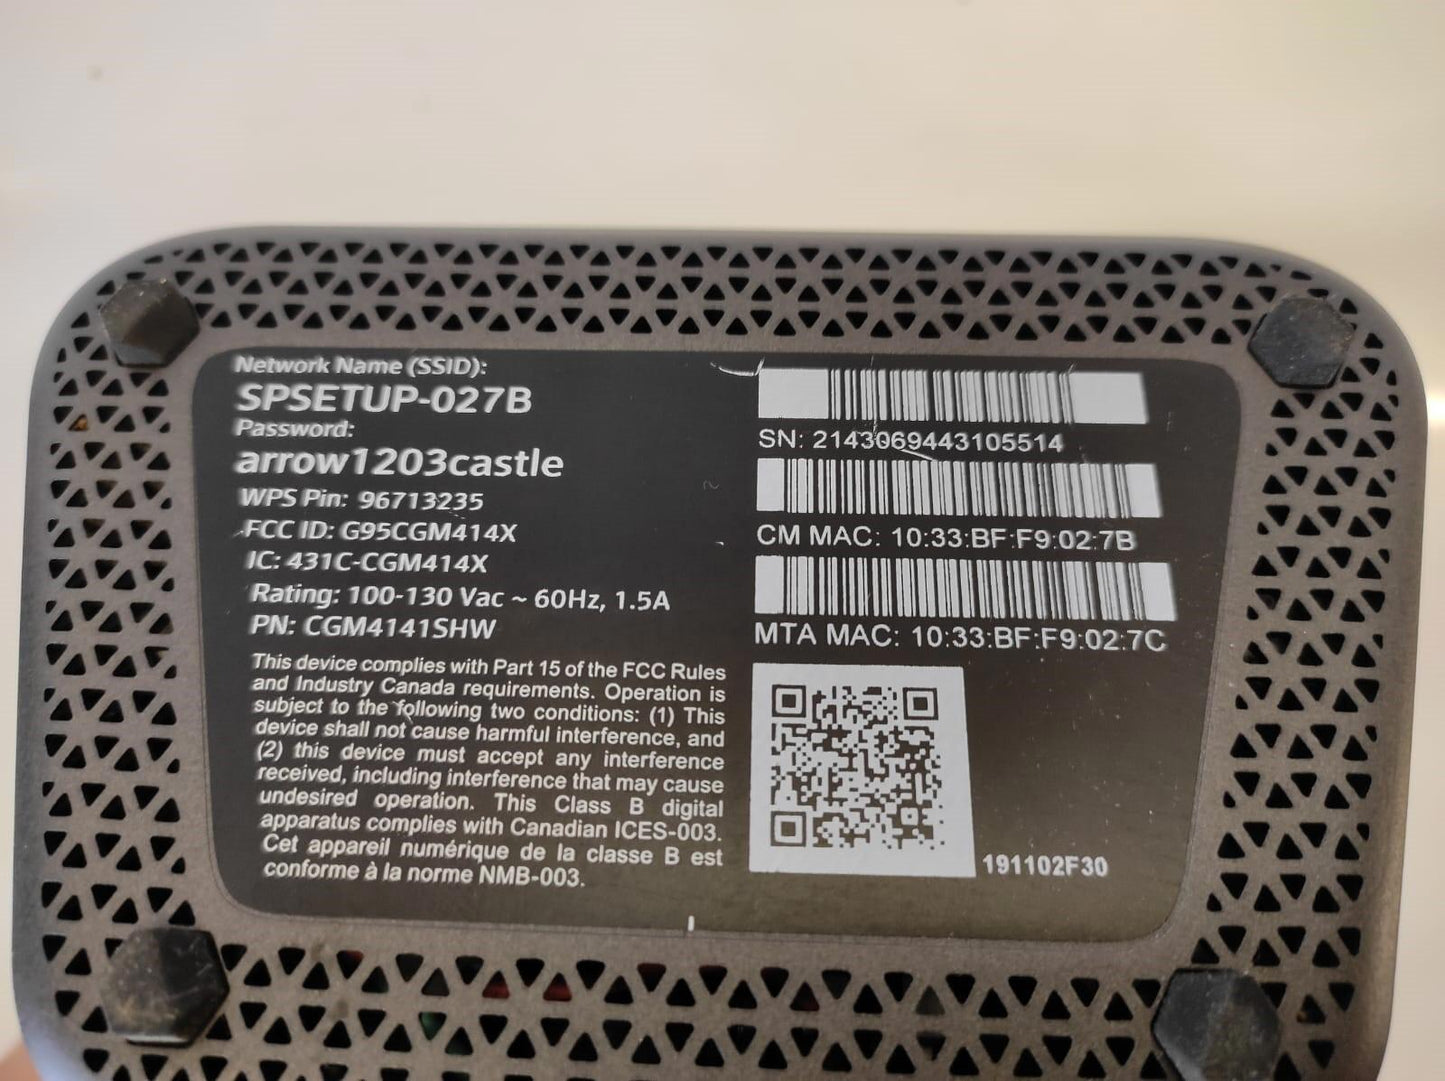 Network Name (SSID):
SPSETUP-027B
Password:
arrow1203castle
WPS Pin: 96713235
FCC ID: G95CGM414X
IC: 431C-CGM414X
Rating: 100-130 Vac ~ 60Hz, 1.5A
PN: CGM4141SHW
This device complies with Part 15 of the FCC Rules
and Industry Canada requirements. Operation is
subject to the following two conditions: (1) This
device shall not cause harmful interference, and
(2) this device must accept any interference
received, including interference that may cause
undesired operation. This Class B digital
apparatus complies with Canadian ICES-003.
Cet appareil numérique de la classe B est
conforme à la norme NMB-003.
SN: 2143069443105514
CM MAC: 10:33:BF:F9:02:7B
MTA MAC: 10:33:BF:F9:02:7C
191102F30